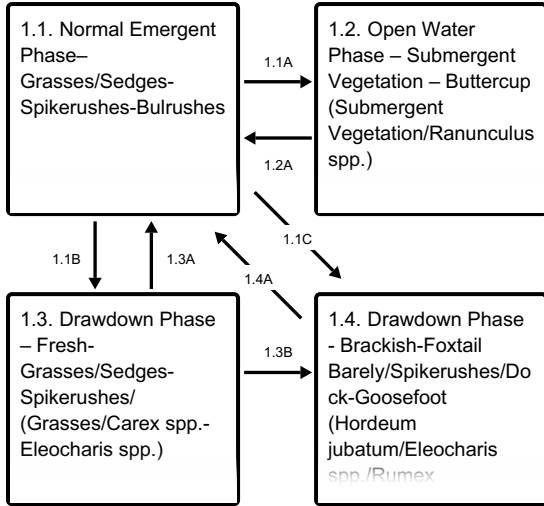 1.1. Normal Emergent
Phase–
Grasses/Sedges-
Spikerushes-Bulrushes
1.1A
1.2. Open Water
Phase – Submergent
Vegetation – Buttercup
(Submergent
Vegetation/Ranunculus
spp.)
1.2A
1.1B
1.3A
1.4A
1.1C
1.3. Drawdown Phase
– Fresh-
Grasses/Sedges-
Spikerushes/
(Grasses/Carex spp.-
Eleocharis spp.)
1.3B
1.4. Drawdown Phase
- Brackish-Foxtail
Barely/Spikerushes/Do
ck-Goosefoot
(Hordeum
jubatum/Eleocharis
spp./Rumex